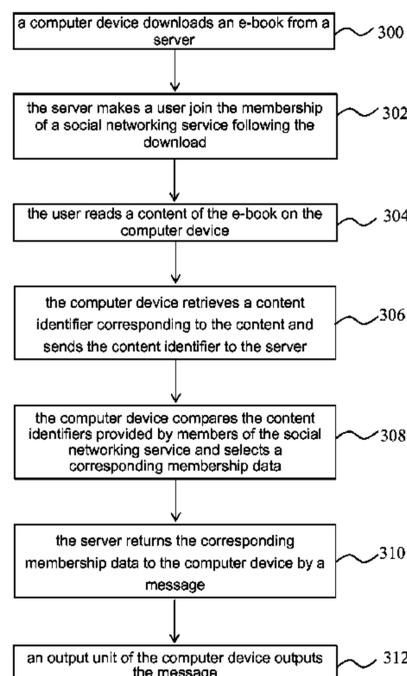 a computer device downloads an e-book from a
server
300
the server makes a user join the membership
of a social networking service following the
download
302
the user reads a content of the e-book on the
computer device
304
the computer device retrieves a content
identifier corresponding to the content and
sends the content identifier to the server
306
the computer device compares the content
identifiers provided by members of the social
networking service and selects a
corresponding membership data
308
the server returns the corresponding
membership data to the computer device by a
message
310
an output unit of the computer device outputs
the message
312